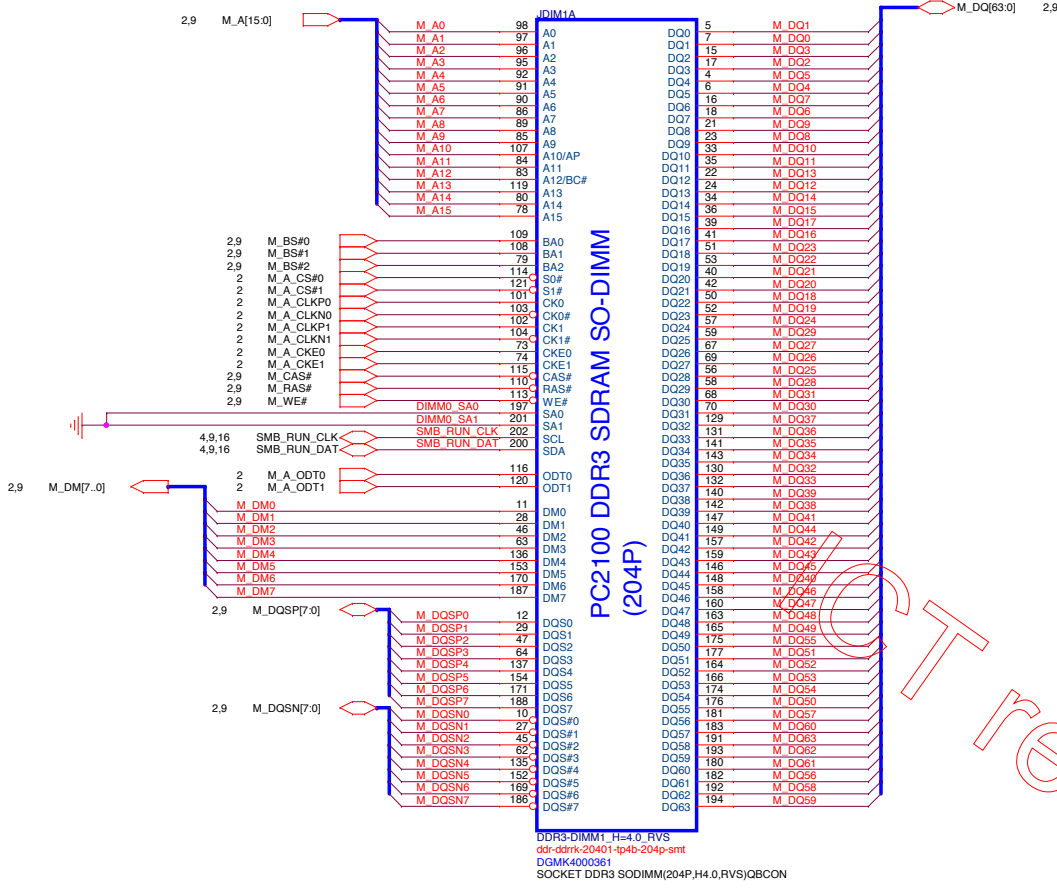 JDIM1A
2,9 M_A[15:0]
M_A0 98 A0
M_A1 97 A1
M_A2 96 A2
M_A3 95 A3
M_A4 92 A4
M_A5 91 A5
M_A6 90 A6
M_A7 86 A7
M_A8 89 A8
M_A9 85 A9
M_A10 107 A10/AP
M_A11 84 A11
M_A12 83 A12/BC#
M_A13 119 A13
M_A14 80 A14
M_A15 78 A15
2,9 M_BS#0 109 BA0
2,9 M_BS#1 108 BA1
2,9 M_BS#2 79 BA2
2 M_A_CS#0 114 S0#
2 M_A_CS#1 121 S1#
2 M_A_CLKP0 101 CK0
2 M_A_CLKN0 103 CK0#
2 M_A_CLKP1 102 CK1
2 M_A_CLKN1 104 CK1#
2 M_A_CKE0 73 CKE0
2 M_A_CKE1 74 CKE1
2,9 M_CAS# 115 CAS#
2,9 M_RAS# 110 RAS#
2,9 M_WE# 113 WE#
DIMM0_SA0 197 SA0
DIMM0_SA1 201 SA1
4,9,16 SMB_RUN_CLK SMB_RUN_CLK 202 SCL
4,9,16 SMB_RUN_DAT SMB_RUN_DAT 200 SDA
2 M_A_ODT0 116 ODT0
2 M_A_ODT1 120 ODT1
2,9 M_DM[7..0]
M_DM0 11 DM0
M_DM1 28 DM1
M_DM2 46 DM2
M_DM3 63 DM3
M_DM4 136 DM4
M_DM5 153 DM5
M_DM6 170 DM6
M_DM7 187 DM7
2,9 M_DQSP[7:0]
M_DQSP0 12 DQS0
M_DQSP1 29 DQS1
M_DQSP2 47 DQS2
M_DQSP3 64 DQS3
M_DQSP4 137 DQS4
M_DQSP5 154 DQS5
M_DQSP6 171 DQS6
M_DQSP7 188 DQS7
2,9 M_DQSN[7:0]
M_DQSN0 10 DQS#0
M_DQSN1 27 DQS#1
M_DQSN2 45 DQS#2
M_DQSN3 62 DQS#3
M_DQSN4 135 DQS#4
M_DQSN5 152 DQS#5
M_DQSN6 169 DQS#6
M_DQSN7 186 DQS#7
PC2100 DDR3 SDRAM SO-DIMM
(204P)
M_DQ[63:0] 2,9
DQ0 5 M_DQ1
DQ1 7 M_DQ0
DQ2 15 M_DQ3
DQ3 17 M_DQ2
DQ4 4 M_DQ5
DQ5 6 M_DQ4
DQ6 16 M_DQ7
DQ7 18 M_DQ6
DQ8 21 M_DQ9
DQ9 23 M_DQ8
DQ10 33 M_DQ10
DQ11 35 M_DQ11
DQ12 22 M_DQ13
DQ13 24 M_DQ12
DQ14 34 M_DQ14
DQ15 36 M_DQ15
DQ16 39 M_DQ17
DQ17 41 M_DQ16
DQ18 51 M_DQ23
DQ19 53 M_DQ22
DQ20 40 M_DQ21
DQ21 42 M_DQ20
DQ22 50 M_DQ18
DQ23 52 M_DQ19
DQ24 57 M_DQ24
DQ25 59 M_DQ29
DQ26 67 M_DQ27
DQ27 69 M_DQ26
DQ28 56 M_DQ25
DQ29 58 M_DQ28
DQ30 68 M_DQ31
DQ31 70 M_DQ30
DQ32 129 M_DQ37
DQ33 131 M_DQ36
DQ34 141 M_DQ35
DQ35 143 M_DQ34
DQ36 130 M_DQ32
DQ37 132 M_DQ33
DQ38 140 M_DQ39
DQ39 142 M_DQ38
DQ40 147 M_DQ41
DQ41 149 M_DQ44
DQ42 157 M_DQ42
DQ43 159 M_DQ43
DQ44 146 M_DQ45
DQ45 148 M_DQ40
DQ46 158 M_DQ46
DQ47 160 M_DQ47
DQ48 163 M_DQ48
DQ49 165 M_DQ49
DQ50 175 M_DQ55
DQ51 177 M_DQ51
DQ52 164 M_DQ52
DQ53 166 M_DQ53
DQ54 174 M_DQ54
DQ55 176 M_DQ50
DQ56 181 M_DQ57
DQ57 183 M_DQ60
DQ58 191 M_DQ63
DQ59 193 M_DQ62
DQ60 180 M_DQ61
DQ61 182 M_DQ56
DQ62 192 M_DQ58
DQ63 194 M_DQ59
DDR3-DIMM1_H=4.0_RVS
ddr-ddrrk-20401-tp4b-204p-smt
DGMK4000361
SOCKET DDR3 SODIMM(204P,H4.0,RVS)QBCON